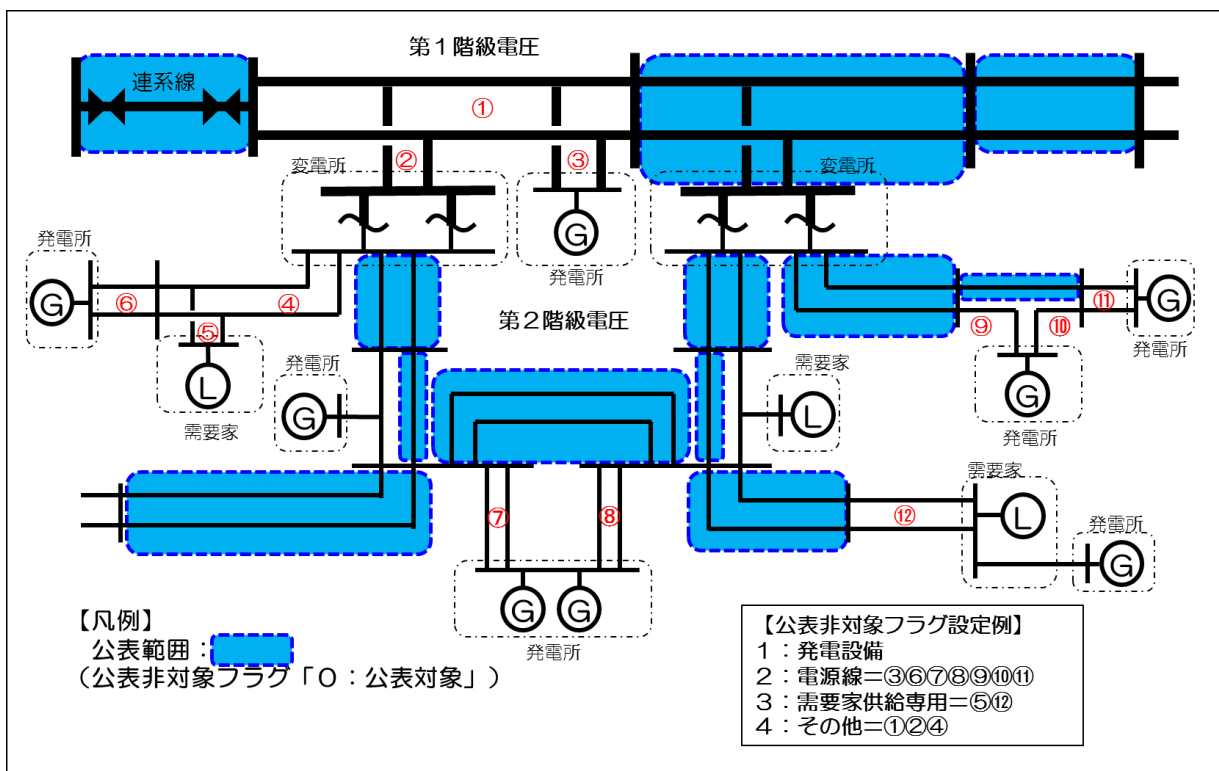 第１階級電圧
連系線
①
②
③
変電所
変電所
G
発電所
発電所
G
⑥
④
⑤
L
需要家
第２階級電圧
⑨
⑩
⑪
G
発電所
G
発電所
発電所
G
需要家
L
⑦
⑧
⑫
需要家
L
発電所
G
G
G
発電所
【凡例】
公表範囲：
（公表非対象フラグ「０：公表対象」）
【公表非対象フラグ設定例】
１：発電設備
２：電源線＝③⑥⑦⑧⑨⑩⑪
３：需要家供給専用＝⑤⑫
４：その他＝①②④